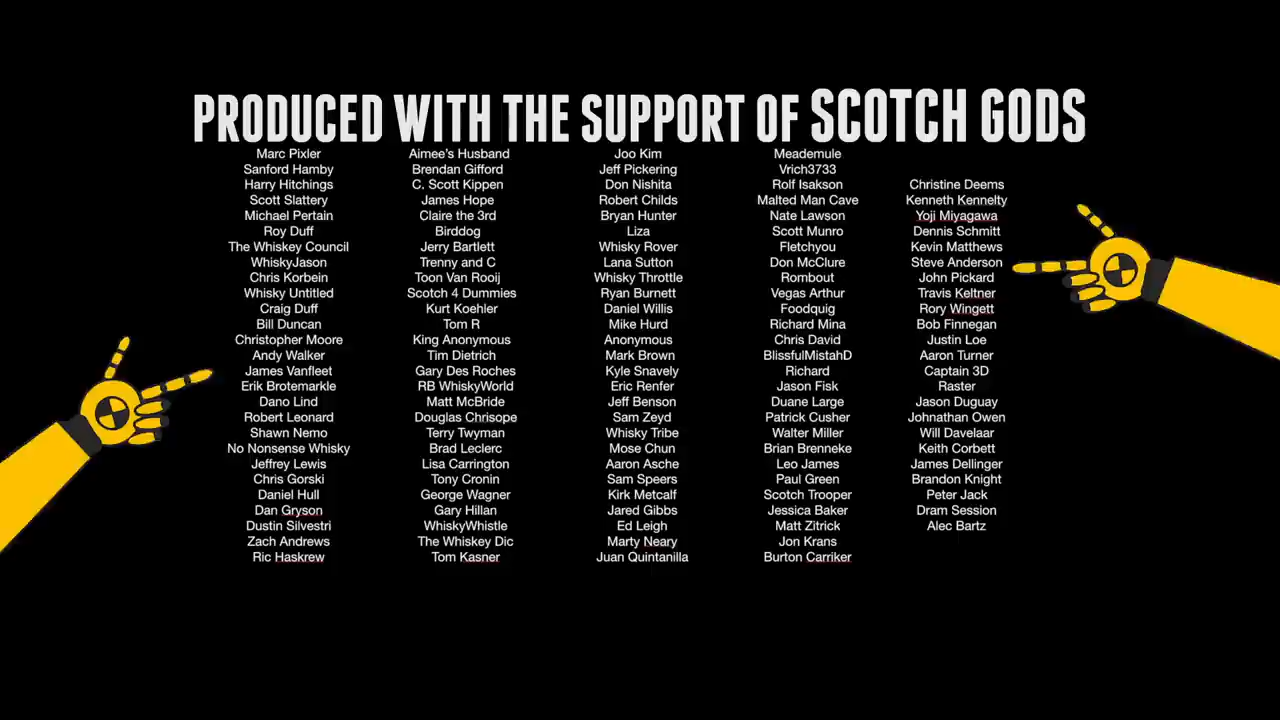 PRODUCED WITH THE SUPPORT OF SCOTCH GODS
Marc Pixler
Sanford Hamby
Harry Hitchings
Scott Slattery
Michael Pertain
Roy Duff
The Whiskey Council
WhiskyJason
Chris Korbein
Whisky Untitled
Craig Duff
Bill Duncan
Christopher Moore
Andy Walker
James Vanfleet
Erik Brotemarkle
Dano Lind
Robert Leonard
Shawn Nemo
No Nonsense Whisky
Jeffrey Lewis
Chris Gorski
Daniel Hull
Dan Gryson
Dustin Silvestri
Zach Andrews
Ric Haskrew
Aimee's Husband
Brendan Gifford
C. Scott Kippen
James Hope
Claire the 3rd
Birddog
Jerry Bartlett
Trenny and C
Toon Van Rooij
Scotch 4 Dummies
Kurt Koehler
Tom R
King Anonymous
Tim Dietrich
Gary Des Roches
RB WhiskyWorld
Matt McBride
Douglas Chrisope
Terry Twyman
Brad Leclerc
Lisa Carrington
Tony Cronin
George Wagner
Gary Hillan
WhiskyWhistle
The Whiskey Dic
Tom Kasner
Joo Kim
Jeff Pickering
Don Nishita
Robert Childs
Bryan Hunter
Liza
Whisky Rover
Lana Sutton
Whisky Throttle
Ryan Burnett
Daniel Willis
Mike Hurd
Anonymous
Mark Brown
Kyle Snavely
Eric Renfer
Jeff Benson
Sam Zeyd
Whisky Tribe
Mose Chun
Aaron Asche
Sam Speers
Kirk Metcalf
Jared Gibbs
Ed Leigh
Marty Neary
Juan Quintanilla
Meademule
Vrich3733
Rolf Isakson
Malted Man Cave
Nate Lawson
Scott Munro
Fletchyou
Don McClure
Rombout
Vegas Arthur
Foodquig
Richard Mina
Chris David
BlissfulMistahD
Richard
Jason Fisk
Duane Large
Patrick Cusher
Walter Miller
Brian Brenneke
Leo James
Paul Green
Scotch Trooper
Jessica Baker
Matt Zitrick
Jon Krans
Burton Carriker
Christine Deems
Kenneth Kennelty
Yoji Miyagawa
Dennis Schmitt
Kevin Matthews
Steve Anderson
John Pickard
Travis Keltner
Rory Wingett
Bob Finnegan
Justin Loe
Aaron Turner
Captain 3D
Raster
Jason Duguay
Johnathan Owen
Will Davelaar
Keith Corbett
James Dellinger
Brandon Knight
Peter Jack
Dram Session
Alec Bartz